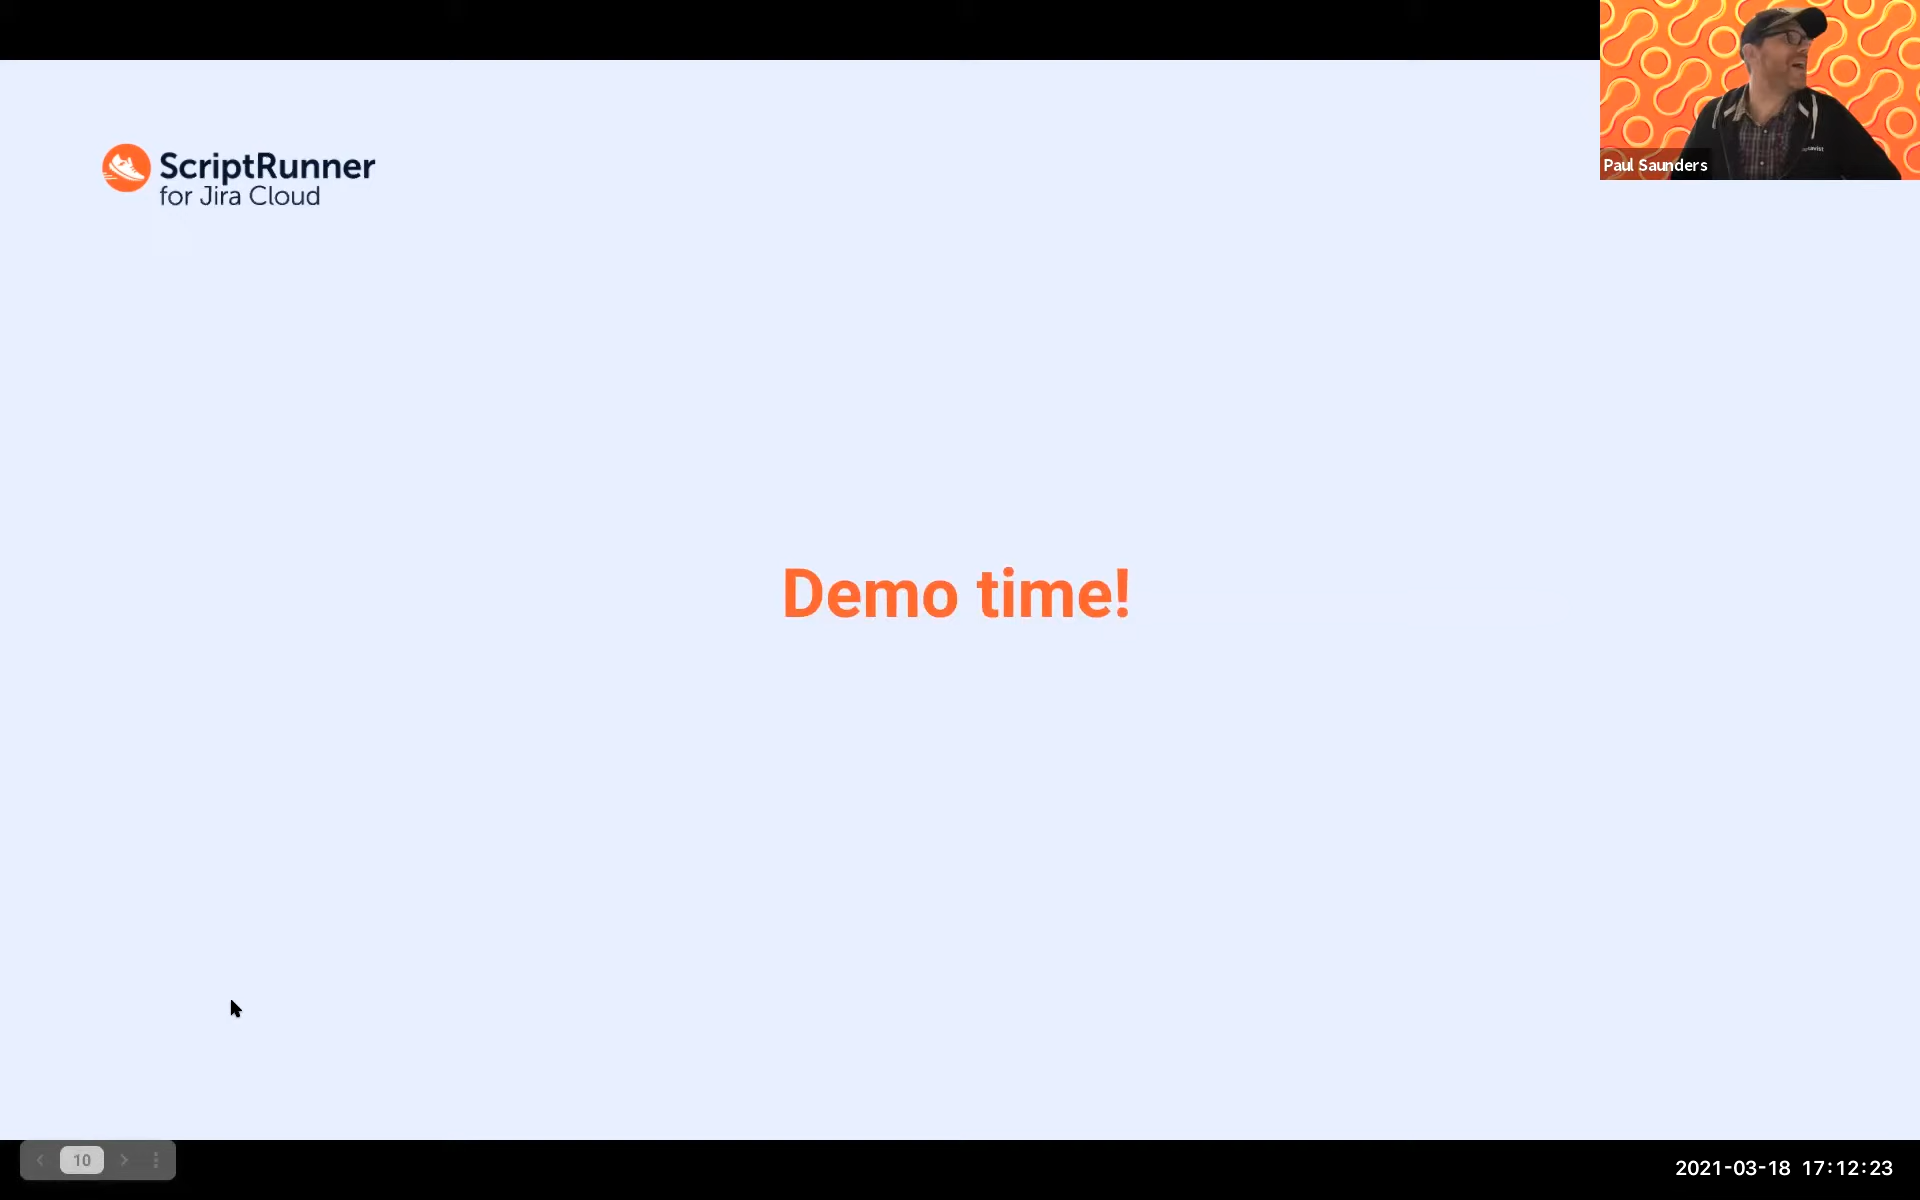 ScriptRunner
for Jira Cloud
Paul Saunders
Demo time!
10
2021-03-18 17:12:23